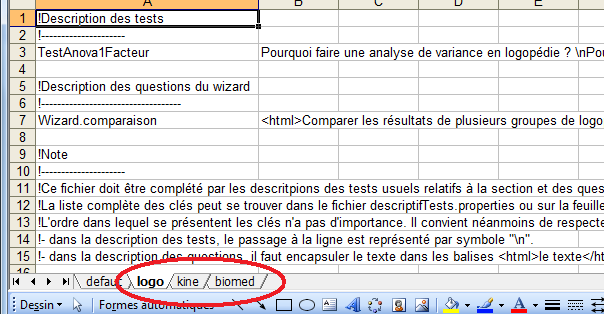 A B C D E
1 !Description des tests
2 !---------------------
3 TestAnova1Facteur Pourquoi faire une analyse de variance en logopédie ? \nPou
4
5 !Description des questions du wizard
6 !-----------------------------------
7 Wizard.comparaison <html>Comparer les résultats de plusieurs groupes de logo
8
9 !Note
10 !---------------------
11 !Ce fichier doit être complété par les descritpions des tests usuels relatifs à la section et des ques
12 !La liste complète des clés peut se trouver dans le fichier descriptifTests.properties ou sur la feuille
13 !L'ordre dans lequel se présentent les clés n'a pas d'importance. Il convient néanmoins de respecte
14 !- dans la description des tests, le passage à la ligne est représenté par symbole "\n".
15 !- dans la description des questions, il faut encapsuler le texte dans les balises <html>le texte</ht
16
defaut logo kine biomed
Dessin Formes automatiques